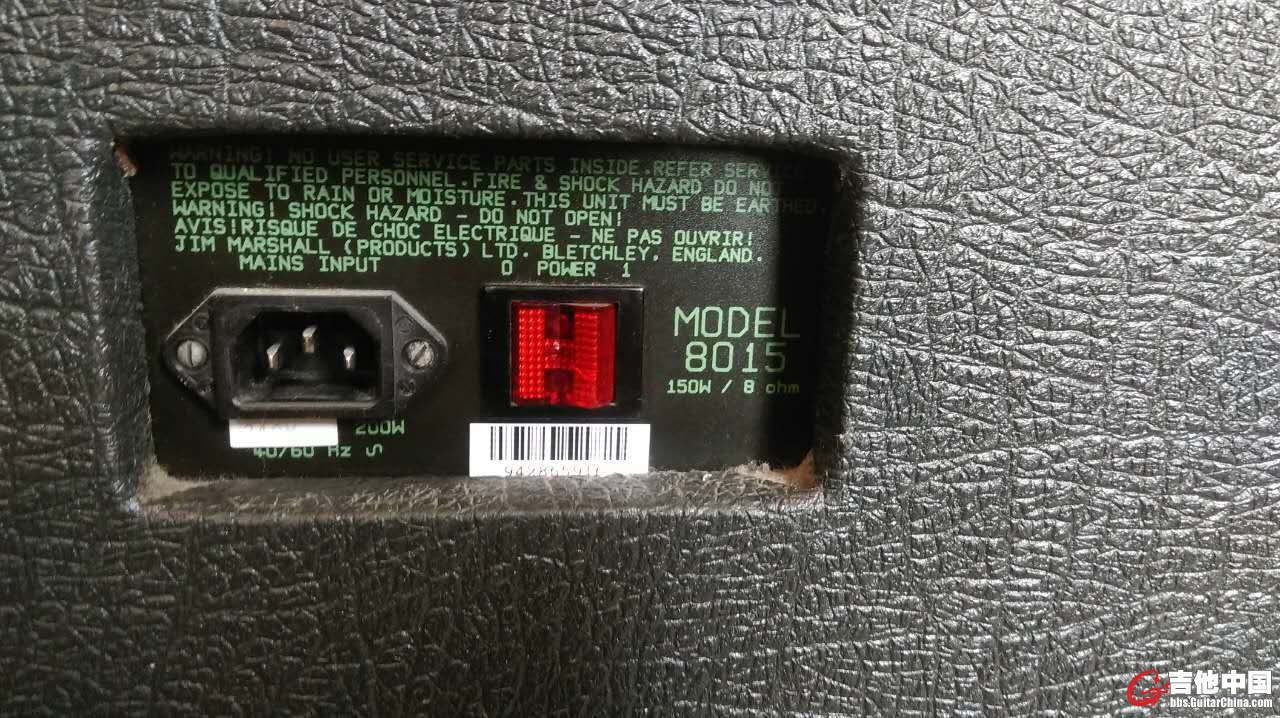 WARNING! NO USER SERVICE PARTS INSIDE.REFER SERVICE
TO QUALIFIED PERSONNEL.FIRE & SHOCK HAZARD DO NOT
EXPOSE TO RAIN OR MOISTURE.THIS UNIT MUST BE EARTHED.
WARNING! SHOCK HAZARD - DO NOT OPEN!
AVIS!RISQUE DE CHOC ELECTRIQUE - NE PAS OUVRIR!
JIM MARSHALL (PRODUCTS) LTD. BLETCHLEY. ENGLAND.
MAINS INPUT
0 POWER 1
MODEL
8015
150W / 8 ohm
200W
40/60 Hz
吉他中国
bbs.GuitarChina.com